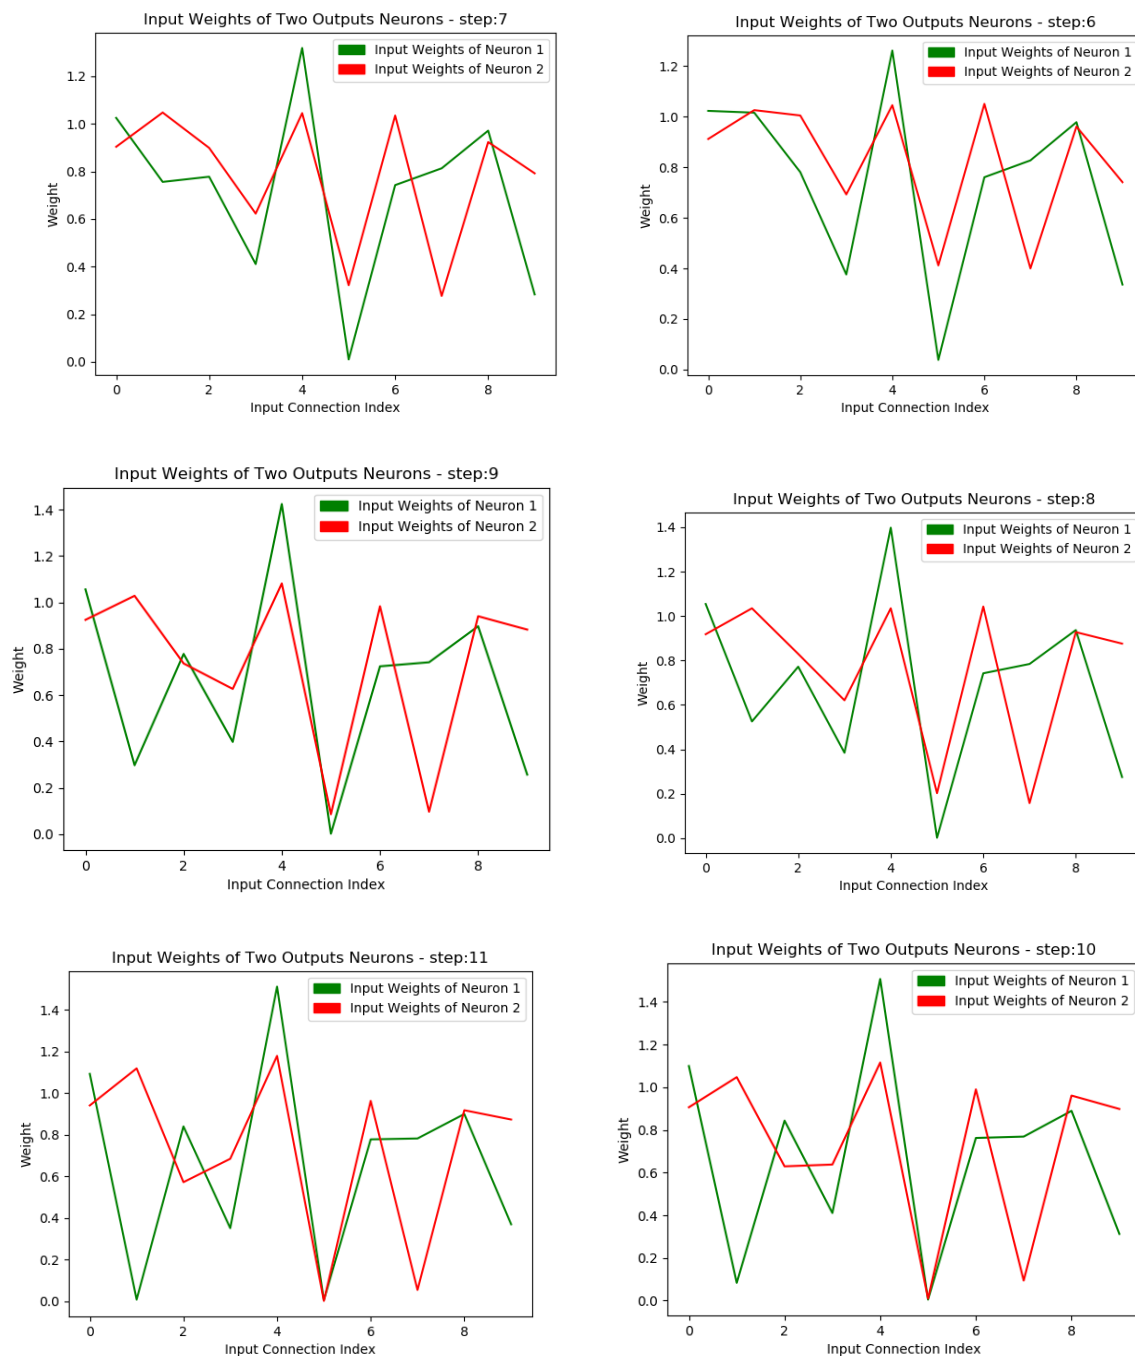 Input Weights of Two Outputs Neurons - step:7
Input Weights of Neuron 1
Input Weights of Neuron 2
1.2
1.0
0.8
0.6
0.4
0.2
0.0
Weight
0 2 4 6 8
Input Connection Index
Input Weights of Two Outputs Neurons - step:6
Input Weights of Neuron 1
Input Weights of Neuron 2
1.2
1.0
0.8
0.6
0.4
0.2
0.0
Weight
0 2 4 6 8
Input Connection Index
Input Weights of Two Outputs Neurons - step:9
Input Weights of Neuron 1
Input Weights of Neuron 2
1.4
1.2
1.0
0.8
0.6
0.4
0.2
0.0
Weight
0 2 4 6 8
Input Connection Index
Input Weights of Two Outputs Neurons - step:8
Input Weights of Neuron 1
Input Weights of Neuron 2
1.4
1.2
1.0
0.8
0.6
0.4
0.2
0.0
Weight
0 2 4 6 8
Input Connection Index
Input Weights of Two Outputs Neurons - step:11
Input Weights of Neuron 1
Input Weights of Neuron 2
1.4
1.2
1.0
0.8
0.6
0.4
0.2
0.0
Weight
0 2 4 6 8
Input Connection Index
Input Weights of Two Outputs Neurons - step:10
Input Weights of Neuron 1
Input Weights of Neuron 2
1.4
1.2
1.0
0.8
0.6
0.4
0.2
0.0
Weight
0 2 4 6 8
Input Connection Index